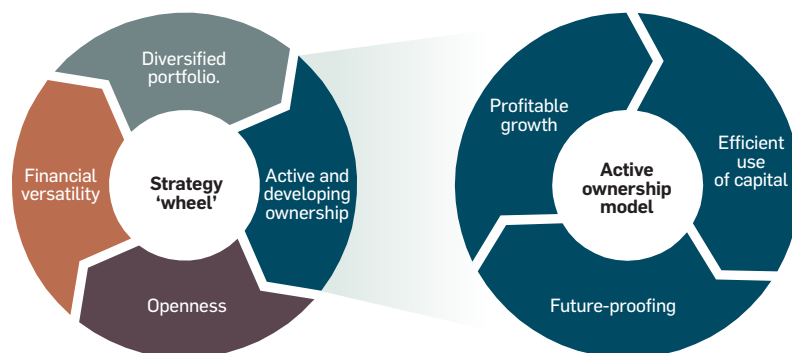 Diversified
portfolio.
Financial
versatility
Strategy
‘wheel’
Active and
developing
ownership
Openness
Profitable
growth
Efficient
use
of capital
Active
ownership
model
Future-proofing